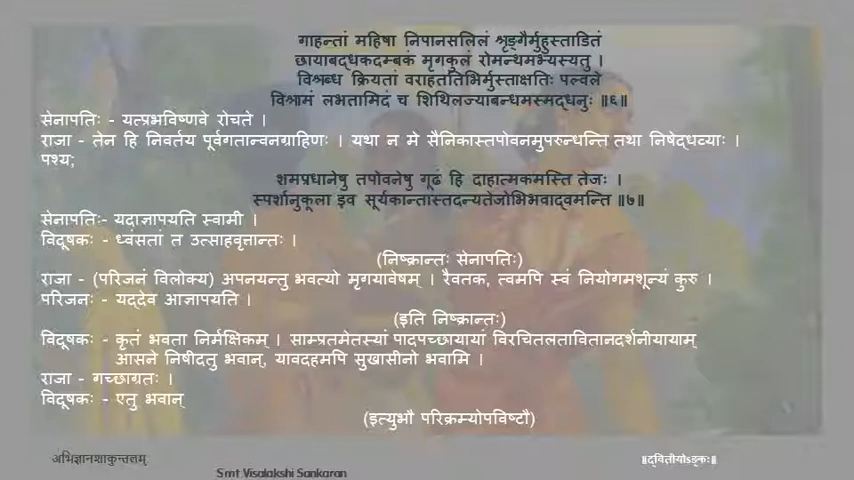 गाहन्तां महिषा निपानसलिलं श्रृङ्गैर्मुहुस्ताडितं
छायाबद्धकदम्बकं मृगकुलं रोमन्थमभ्यस्यतु ।
विश्रब्ध क्रियतां वराहततिभिर्मुस्ताक्षतिः पल्वले
विश्रामं लभतामिदं च शिथिलज्याबन्धमस्मद्धनुः ॥६॥
सेनापतिः - यत्प्रभविष्णवे रोचते ।
राजा - तेन हि निवर्तय पूर्वगतान्वनग्राहिणः । यथा न मे सैनिकास्तपोवनमुपरुन्धन्ति तथा निषेद्धव्याः ।
पश्य;
शमप्रधानेषु तपोवनेषु गूढं हि दाहात्मकमस्ति तेजः ।
स्पर्शानुकूला इव सूर्यकान्तास्तदन्यतेजोभिभवाद्वमन्ति ॥७॥
सेनापतिः- यदाज्ञापयति स्वामी ।
विदूषकः - ध्वंसतां त उत्साहवृत्तान्तः ।
(निष्क्रान्तः सेनापतिः)
राजा - (परिजनं विलोक्य) अपनयन्तु भवत्यो मृगयावेषम् । रैवतक, त्वमपि स्वं नियोगमशून्यं कुरु ।
परिजनः - यद्देव आज्ञापयति ।
(इति निष्क्रान्तः)
विदूषकः - कृतं भवता निर्मक्षिकम् । साम्प्रतमेतस्यां पादपच्छायायां विरचितलतावितानदर्शनीयायाम्
आसने निषीदतु भवान्, यावदहमपि सुखासीनो भवामि ।
राजा - गच्छाग्रतः ।
विदूषकः - एतु भवान्
(इत्युभौ परिक्रम्योपविष्टौ)
अभिज्ञानशाकुन्तलम्
॥द्वितीयोऽङ्कः॥
Smt Visalakshi Sankaran